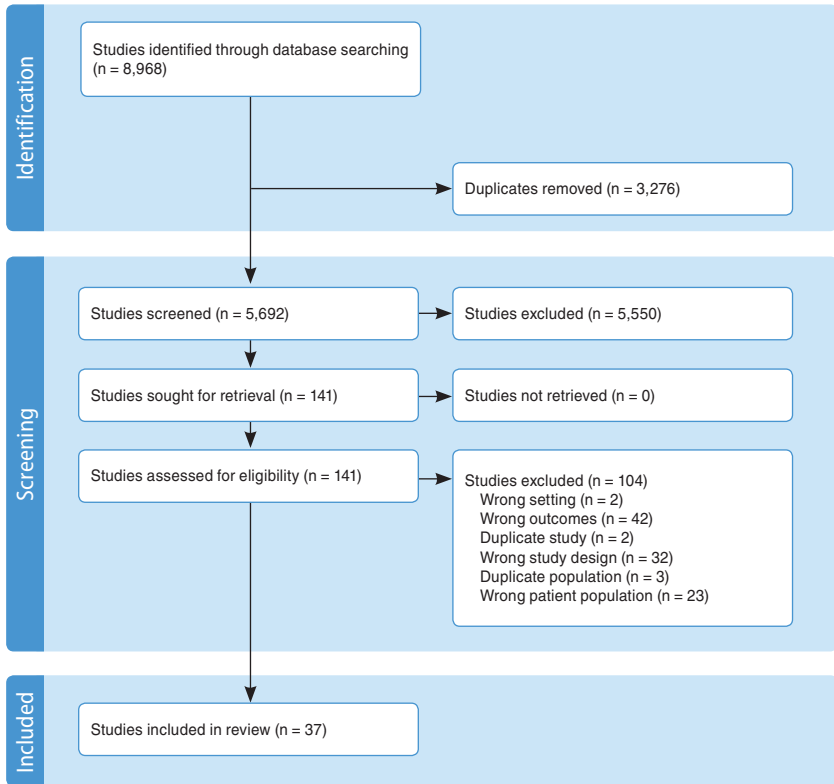 Identification
Studies identified through database searching
(n = 8,968)
Duplicates removed (n = 3,276)
Screening
Studies screened (n = 5,692)
Studies excluded (n = 5,550)
Studies sought for retrieval (n = 141)
Studies not retrieved (n = 0)
Studies assessed for eligibility (n = 141)
Studies excluded (n = 104)
Wrong setting (n = 2)
Wrong outcomes (n = 42)
Duplicate study (n = 2)
Wrong study design (n = 32)
Duplicate population (n = 3)
Wrong patient population (n = 23)
Included
Studies included in review (n = 37)